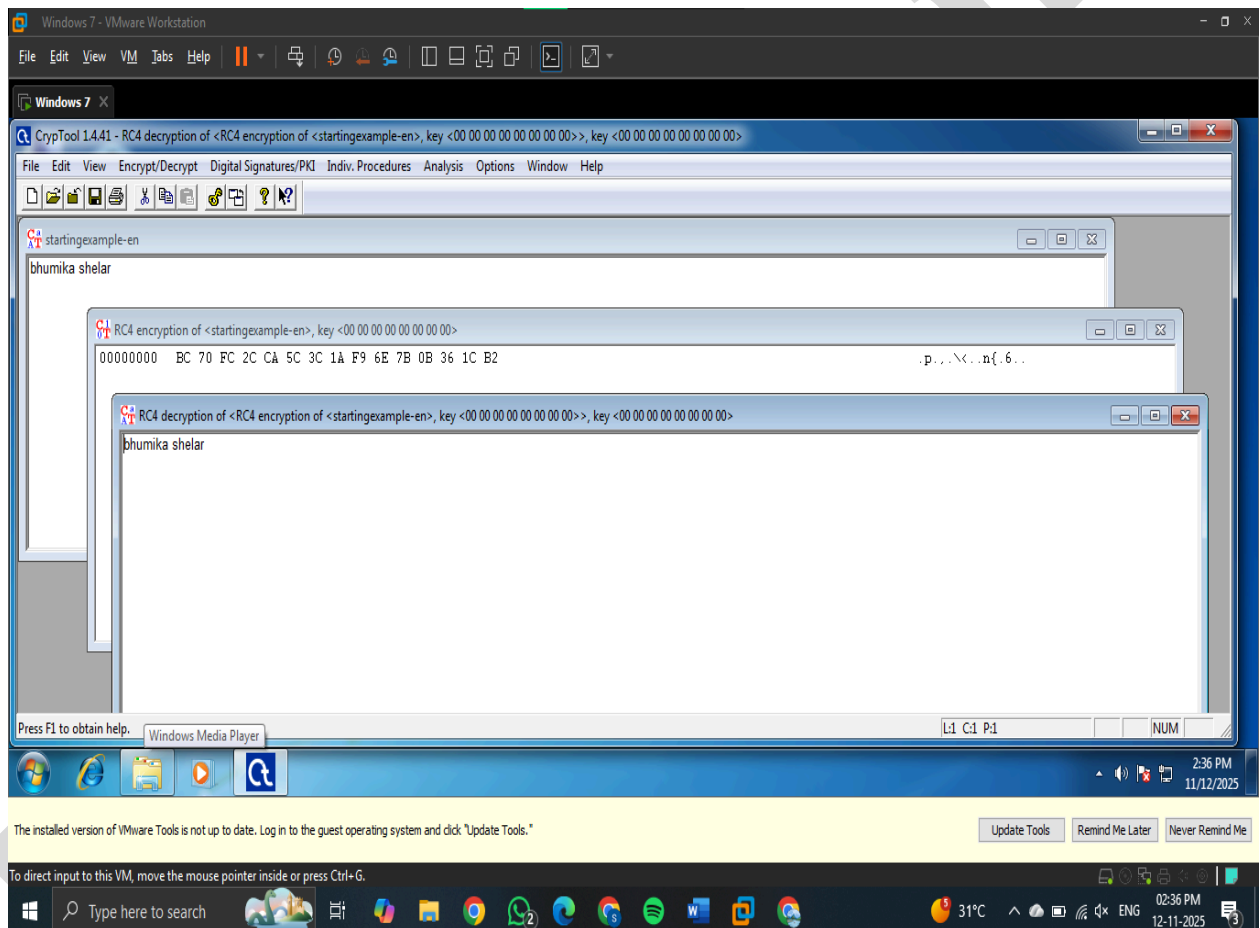 Windows 7 - VMware Workstation
File Edit View VM Tabs Help
Windows 7
CrypTool 1.4.41 - RC4 decryption of <RC4 encryption of <startingexample-en>, key <00 00 00 00 00 00 00 00>>, key <00 00 00 00 00 00 00 00>
File Edit View Encrypt/Decrypt Digital Signatures/PKI Indiv. Procedures Analysis Options Window Help
startingexample-en
bhumika shelar
RC4 encryption of <startingexample-en>, key <00 00 00 00 00 00 00 00>
00000000 BC 70 FC 2C CA 5C 3C 1A F9 6E 7B 0B 36 1C B2 .p.,.\<..n{.6..
RC4 decryption of <RC4 encryption of <startingexample-en>, key <00 00 00 00 00 00 00 00>>, key <00 00 00 00 00 00 00 00>
bhumika shelar
Press F1 to obtain help. L:1 C:1 P:1 NUM
Windows Media Player
2:36 PM
11/12/2025
The installed version of VMware Tools is not up to date. Log in to the guest operating system and click "Update Tools." Update Tools Remind Me Later Never Remind Me
To direct input to this VM, move the mouse pointer inside or press Ctrl+G.
Type here to search 2 5 31°C ENG 02:36 PM
12-11-2025 3